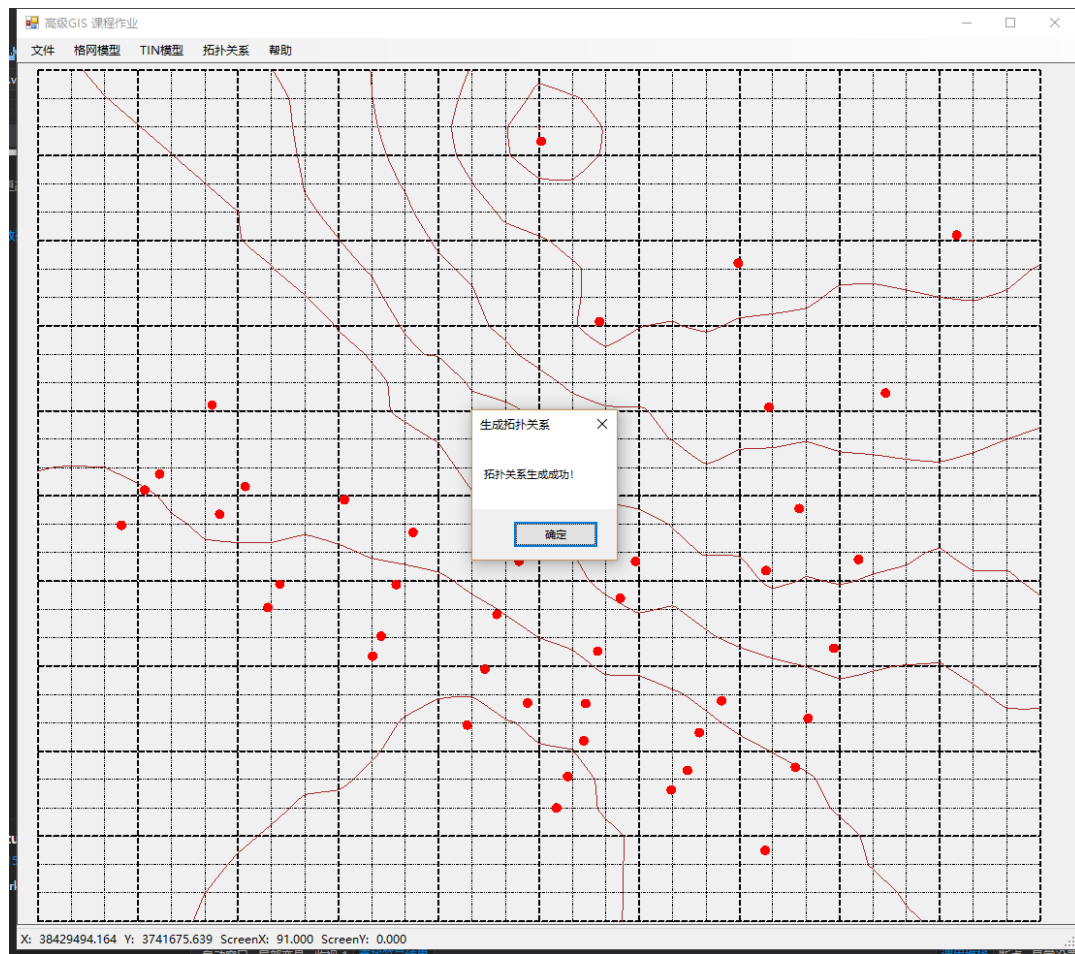 高级GIS 课程作业
文件 格网模型 TIN模型 拓扑关系 帮助
生成拓扑关系
拓扑关系生成成功!
确定
X: 38429494.164 Y: 3741675.639 ScreenX: 91.000 ScreenY: 0.000